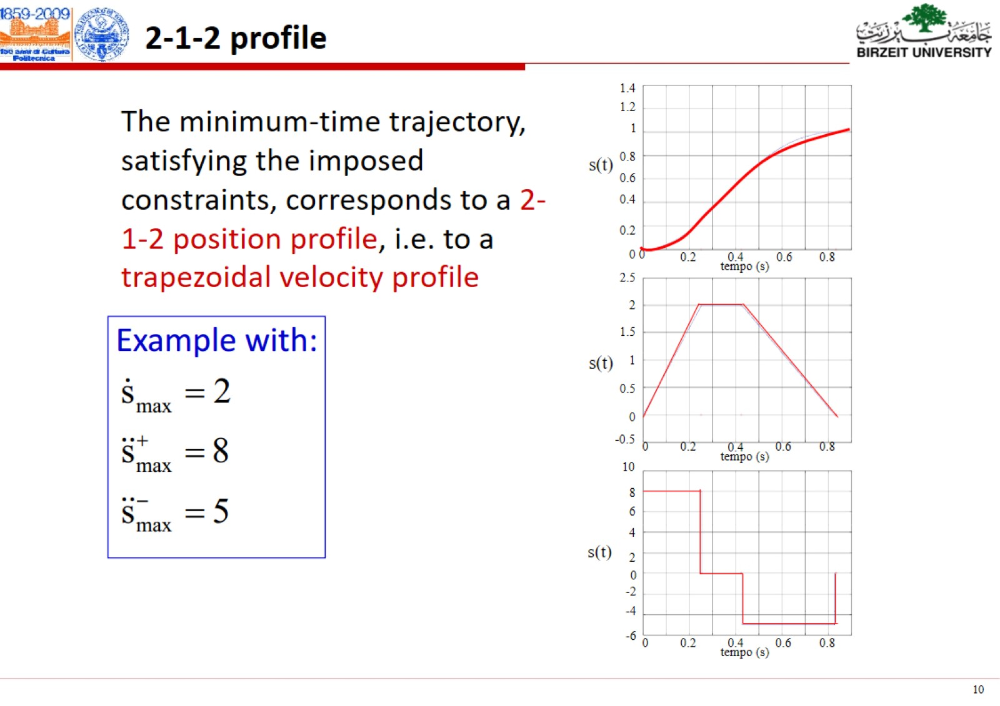 1859-2009
150 anni di Cultura
Politecnica
2-1-2 profile
جامعة بيرزيت
BIRZEIT UNIVERSITY
The minimum-time trajectory,
satisfying the imposed
constraints, corresponds to a 2-
1-2 position profile, i.e. to a
trapezoidal velocity profile
Example with:
ṡmax = 2
s̈⁺max = 8
s̈⁻max = 5
1.4
1.2
1
s(t) 0.8
0.6
0.4
0.2
0 0 0.2 0.4 0.6 0.8
tempo (s)
2.5
2
1.5
s(t) 1
0.5
0
-0.5 0 0.2 0.4 0.6 0.8
tempo (s)
10
8
6
4
s(t) 2
0
-2
-4
-6 0 0.2 0.4 0.6 0.8
tempo (s)
10